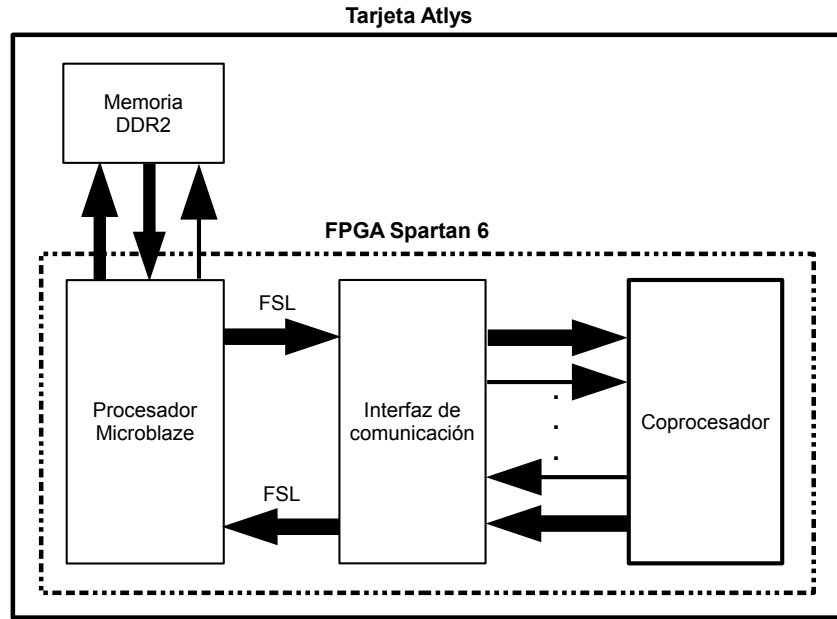 Tarjeta Atlys
Memoria
DDR2
FPGA Spartan 6
FSL
Procesador
Microblaze
Interfaz de
comunicación
Coprocesador
FSL